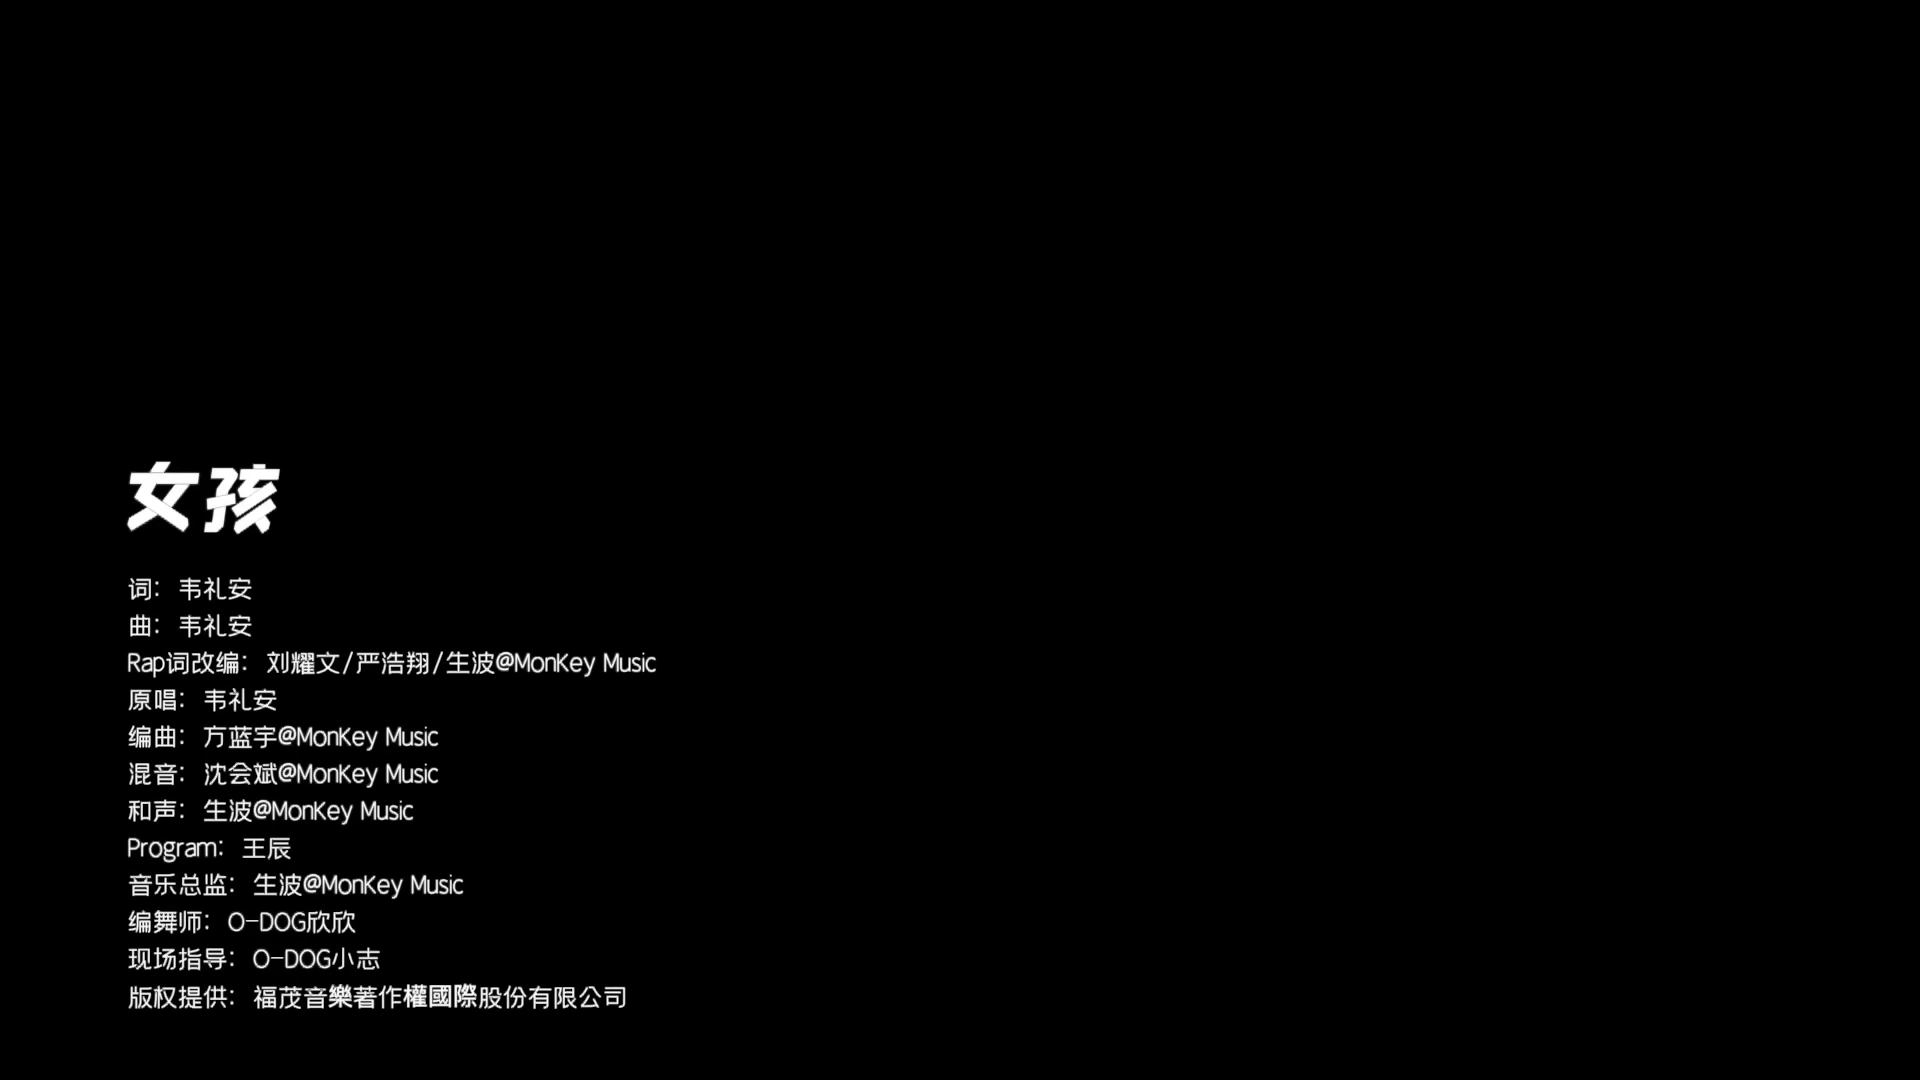 女孩
词：韦礼安
曲：韦礼安
Rap词改编：刘耀文/严浩翔/生波@MonKey Music
原唱：韦礼安
编曲：方蓝宇@MonKey Music
混音：沈会斌@MonKey Music
和声：生波@MonKey Music
Program：王辰
音乐总监：生波@MonKey Music
编舞师：O-DOG欣欣
现场指导：O-DOG小志
版权提供：福茂音樂著作權國際股份有限公司